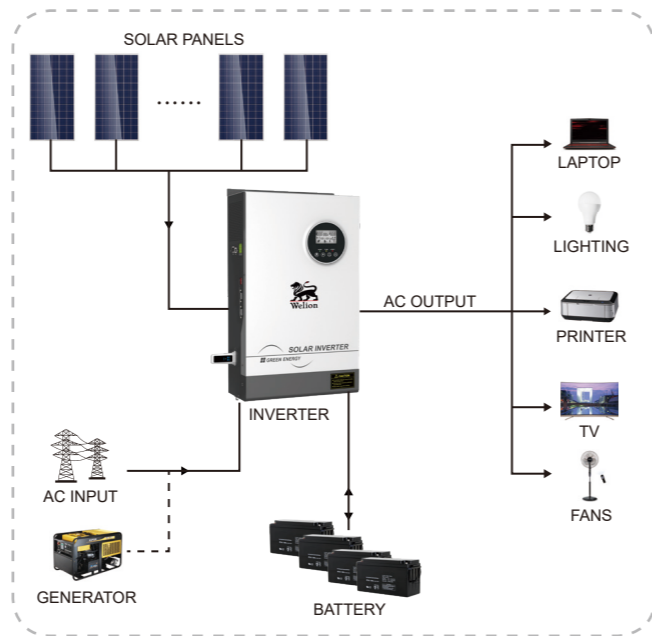 SOLAR PANELS
LAPTOP
LIGHTING
AC OUTPUT
Welion
PRINTER
SOLAR INVERTER
GREEN ENERGY
INVERTER
TV
AC INPUT
FANS
GENERATOR
BATTERY